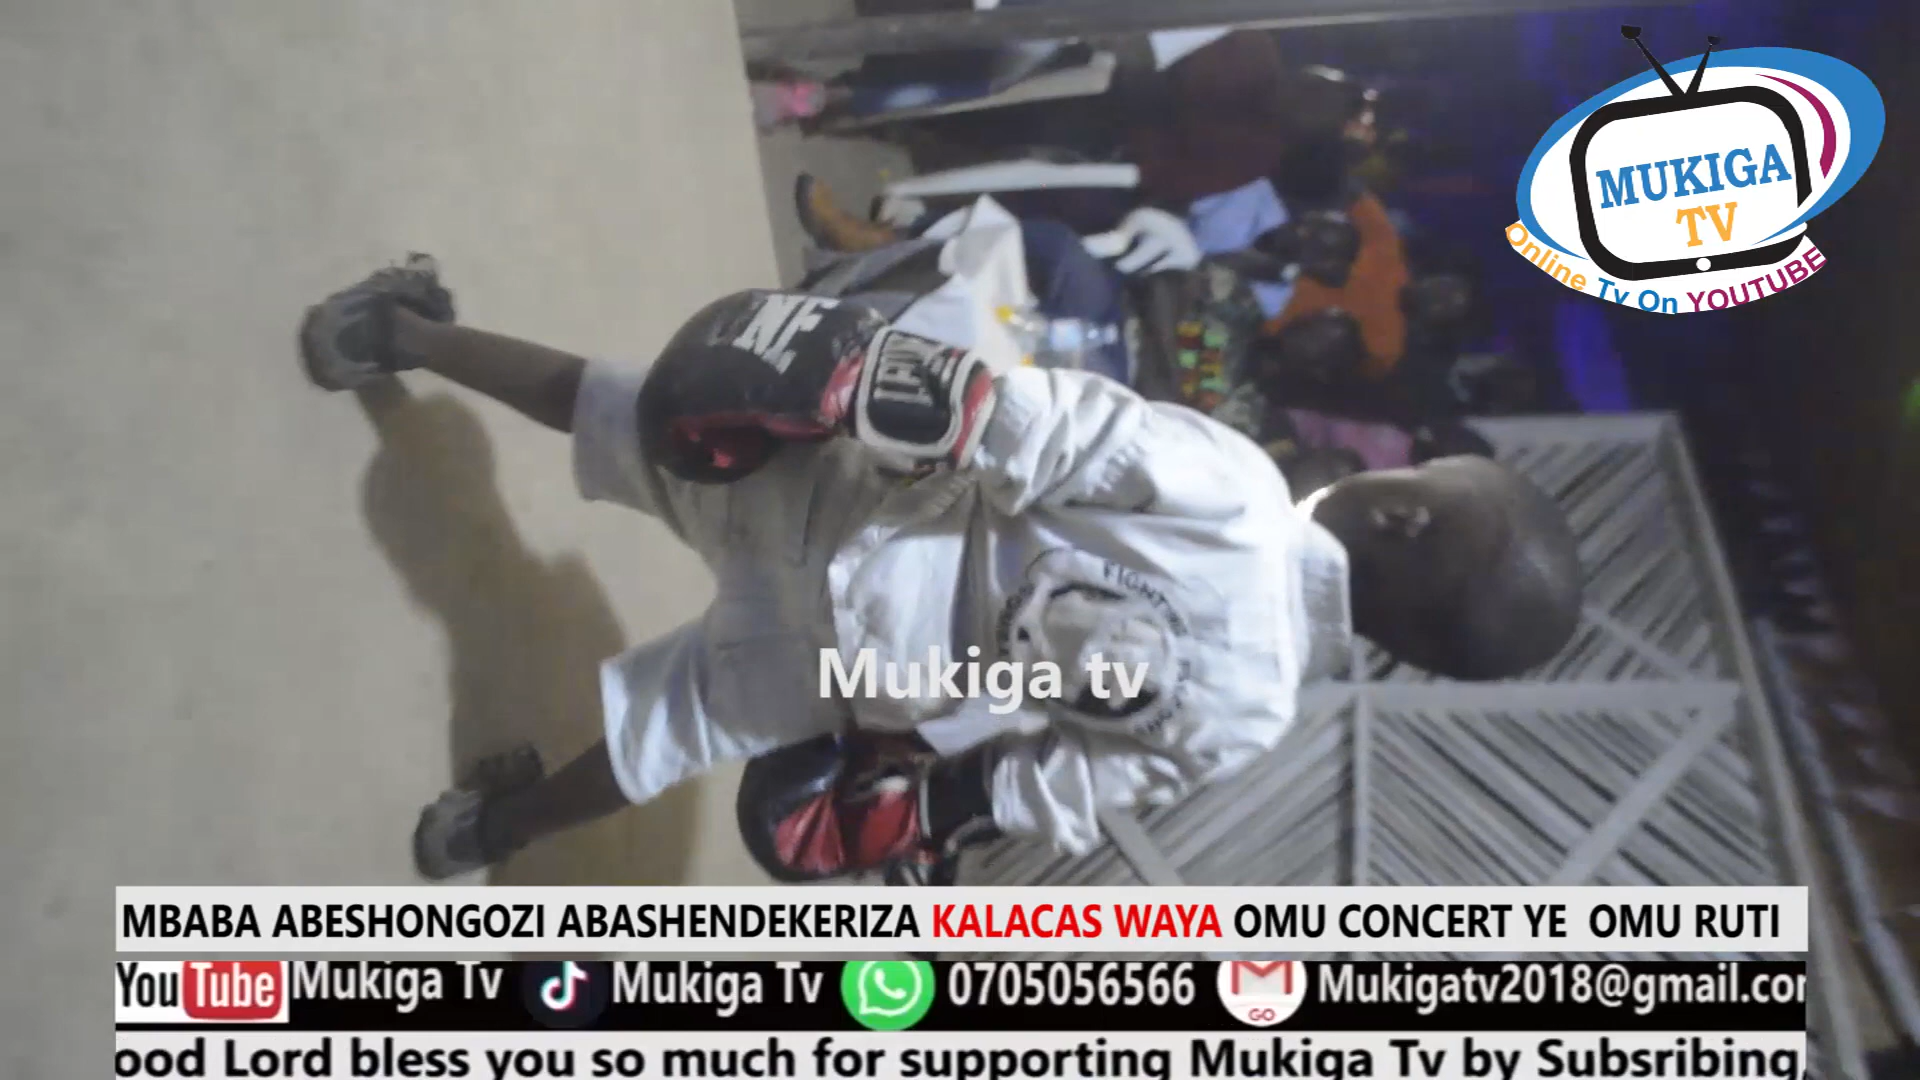 MUKIGA
TV
Online Tv On YOUTUBE
NE
Mukiga tv
MBABA ABESHONGOZI ABASHENDEKERIZA KALACAS WAYA OMU CONCERT YE OMU RUTI
YouTube Mukiga Tv Mukiga Tv 0705056566 GO Mukigatv2018@gmail.cor
ood Lord bless you so much for supporting Mukiga Tv by Subsribing,